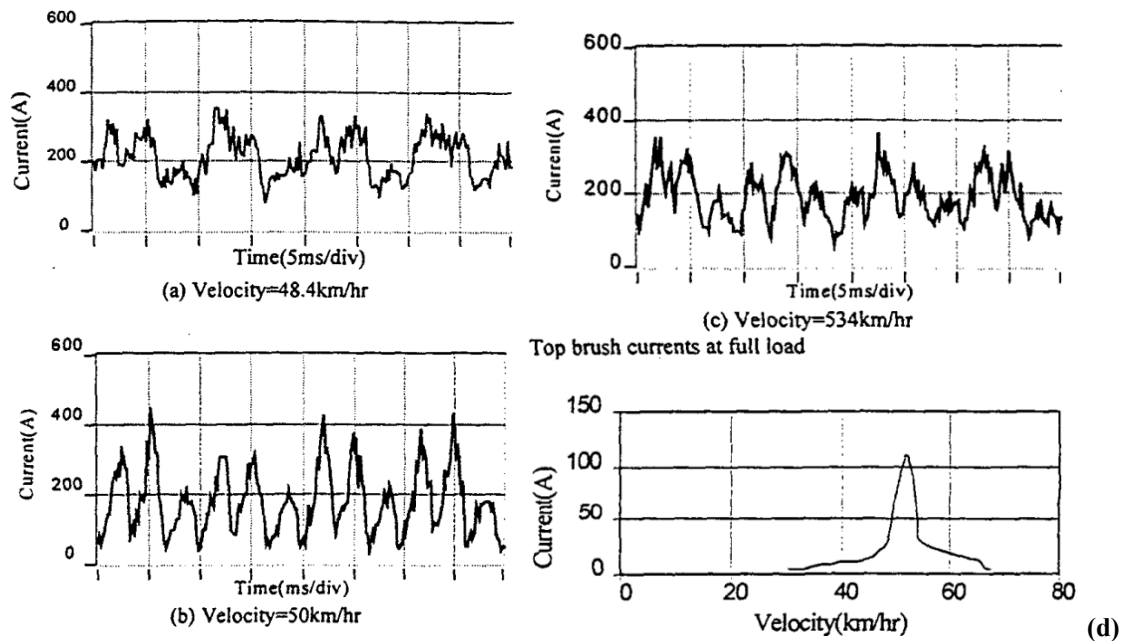 600
400
200
0
Current(A)
Time(5ms/div)
(a) Velocity=48.4km/hr
600
400
200
0
Current(A)
Time(ms/div)
(b) Velocity=50km/hr
600
400
200
0
Current(A)
Time(5ms/div)
(c) Velocity=534km/hr
Top brush currents at full load
150
100
50
0
Current(A)
0 20 40 60 80
Velocity(km/hr)
(d)